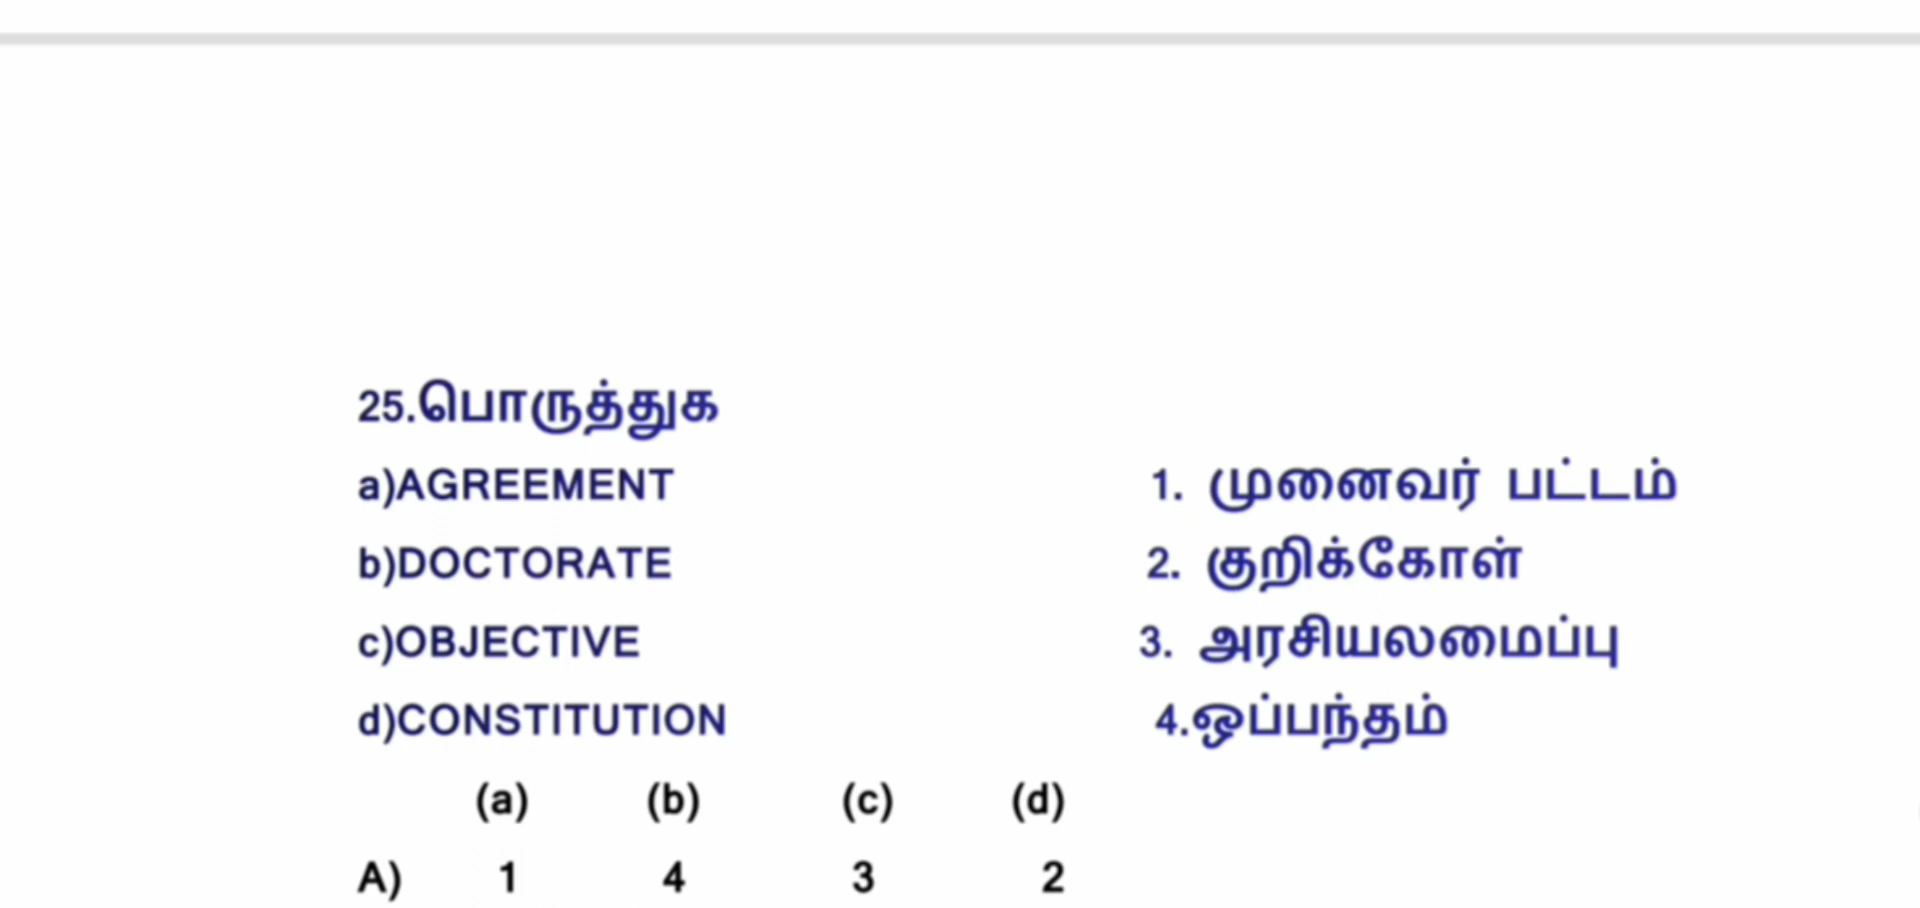 25.பொருத்துக
a)AGREEMENT 1. முனைவர் பட்டம்
b)DOCTORATE 2. குறிக்கோள்
c)OBJECTIVE 3. அரசியலமைப்பு
d)CONSTITUTION 4.ஒப்பந்தம்
(a) (b) (c) (d)
A) 1 4 3 2